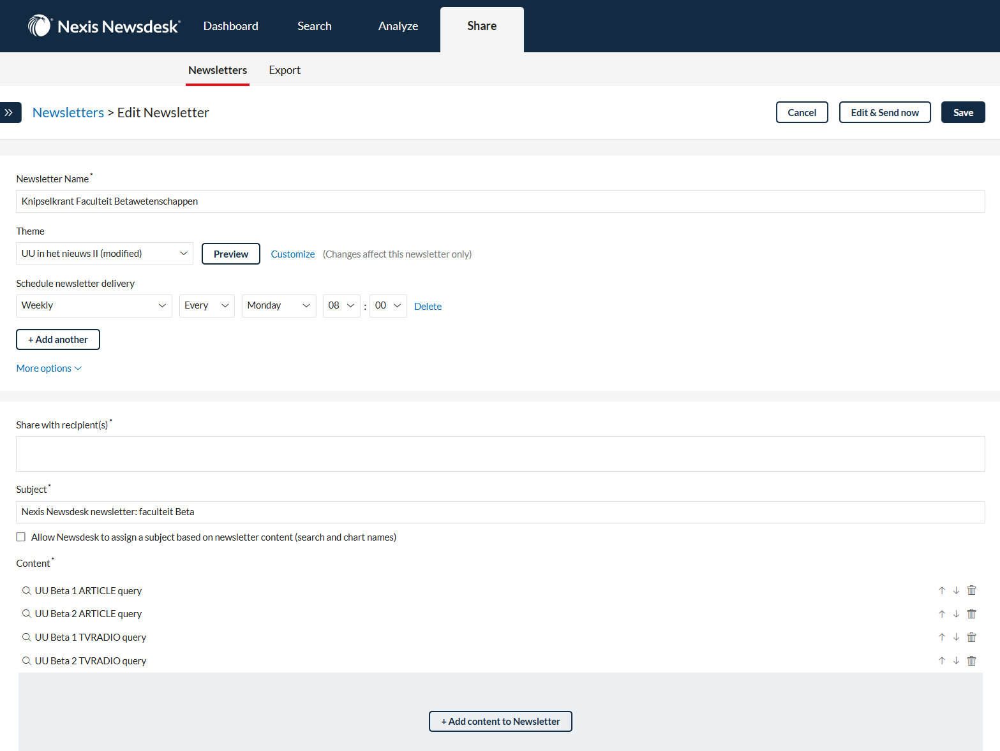 Nexis Newsdesk® Dashboard Search Analyze Share
Newsletters Export
Newsletters > Edit Newsletter Cancel Edit & Send now Save
Newsletter Name*
Knipselkrant Faculteit Betawetenschappen
Theme
UU in het nieuws II (modified) Preview Customize (Changes affect this newsletter only)
Schedule newsletter delivery
Weekly Every Monday 08 : 00 Delete
+ Add another
More options
Share with recipient(s)*
Subject*
Nexis Newsdesk newsletter: faculteit Beta
Allow Newsdesk to assign a subject based on newsletter content (search and chart names)
Content*
UU Beta 1 ARTICLE query
UU Beta 2 ARTICLE query
UU Beta 1 TVRADIO query
UU Beta 2 TVRADIO query
+ Add content to Newsletter